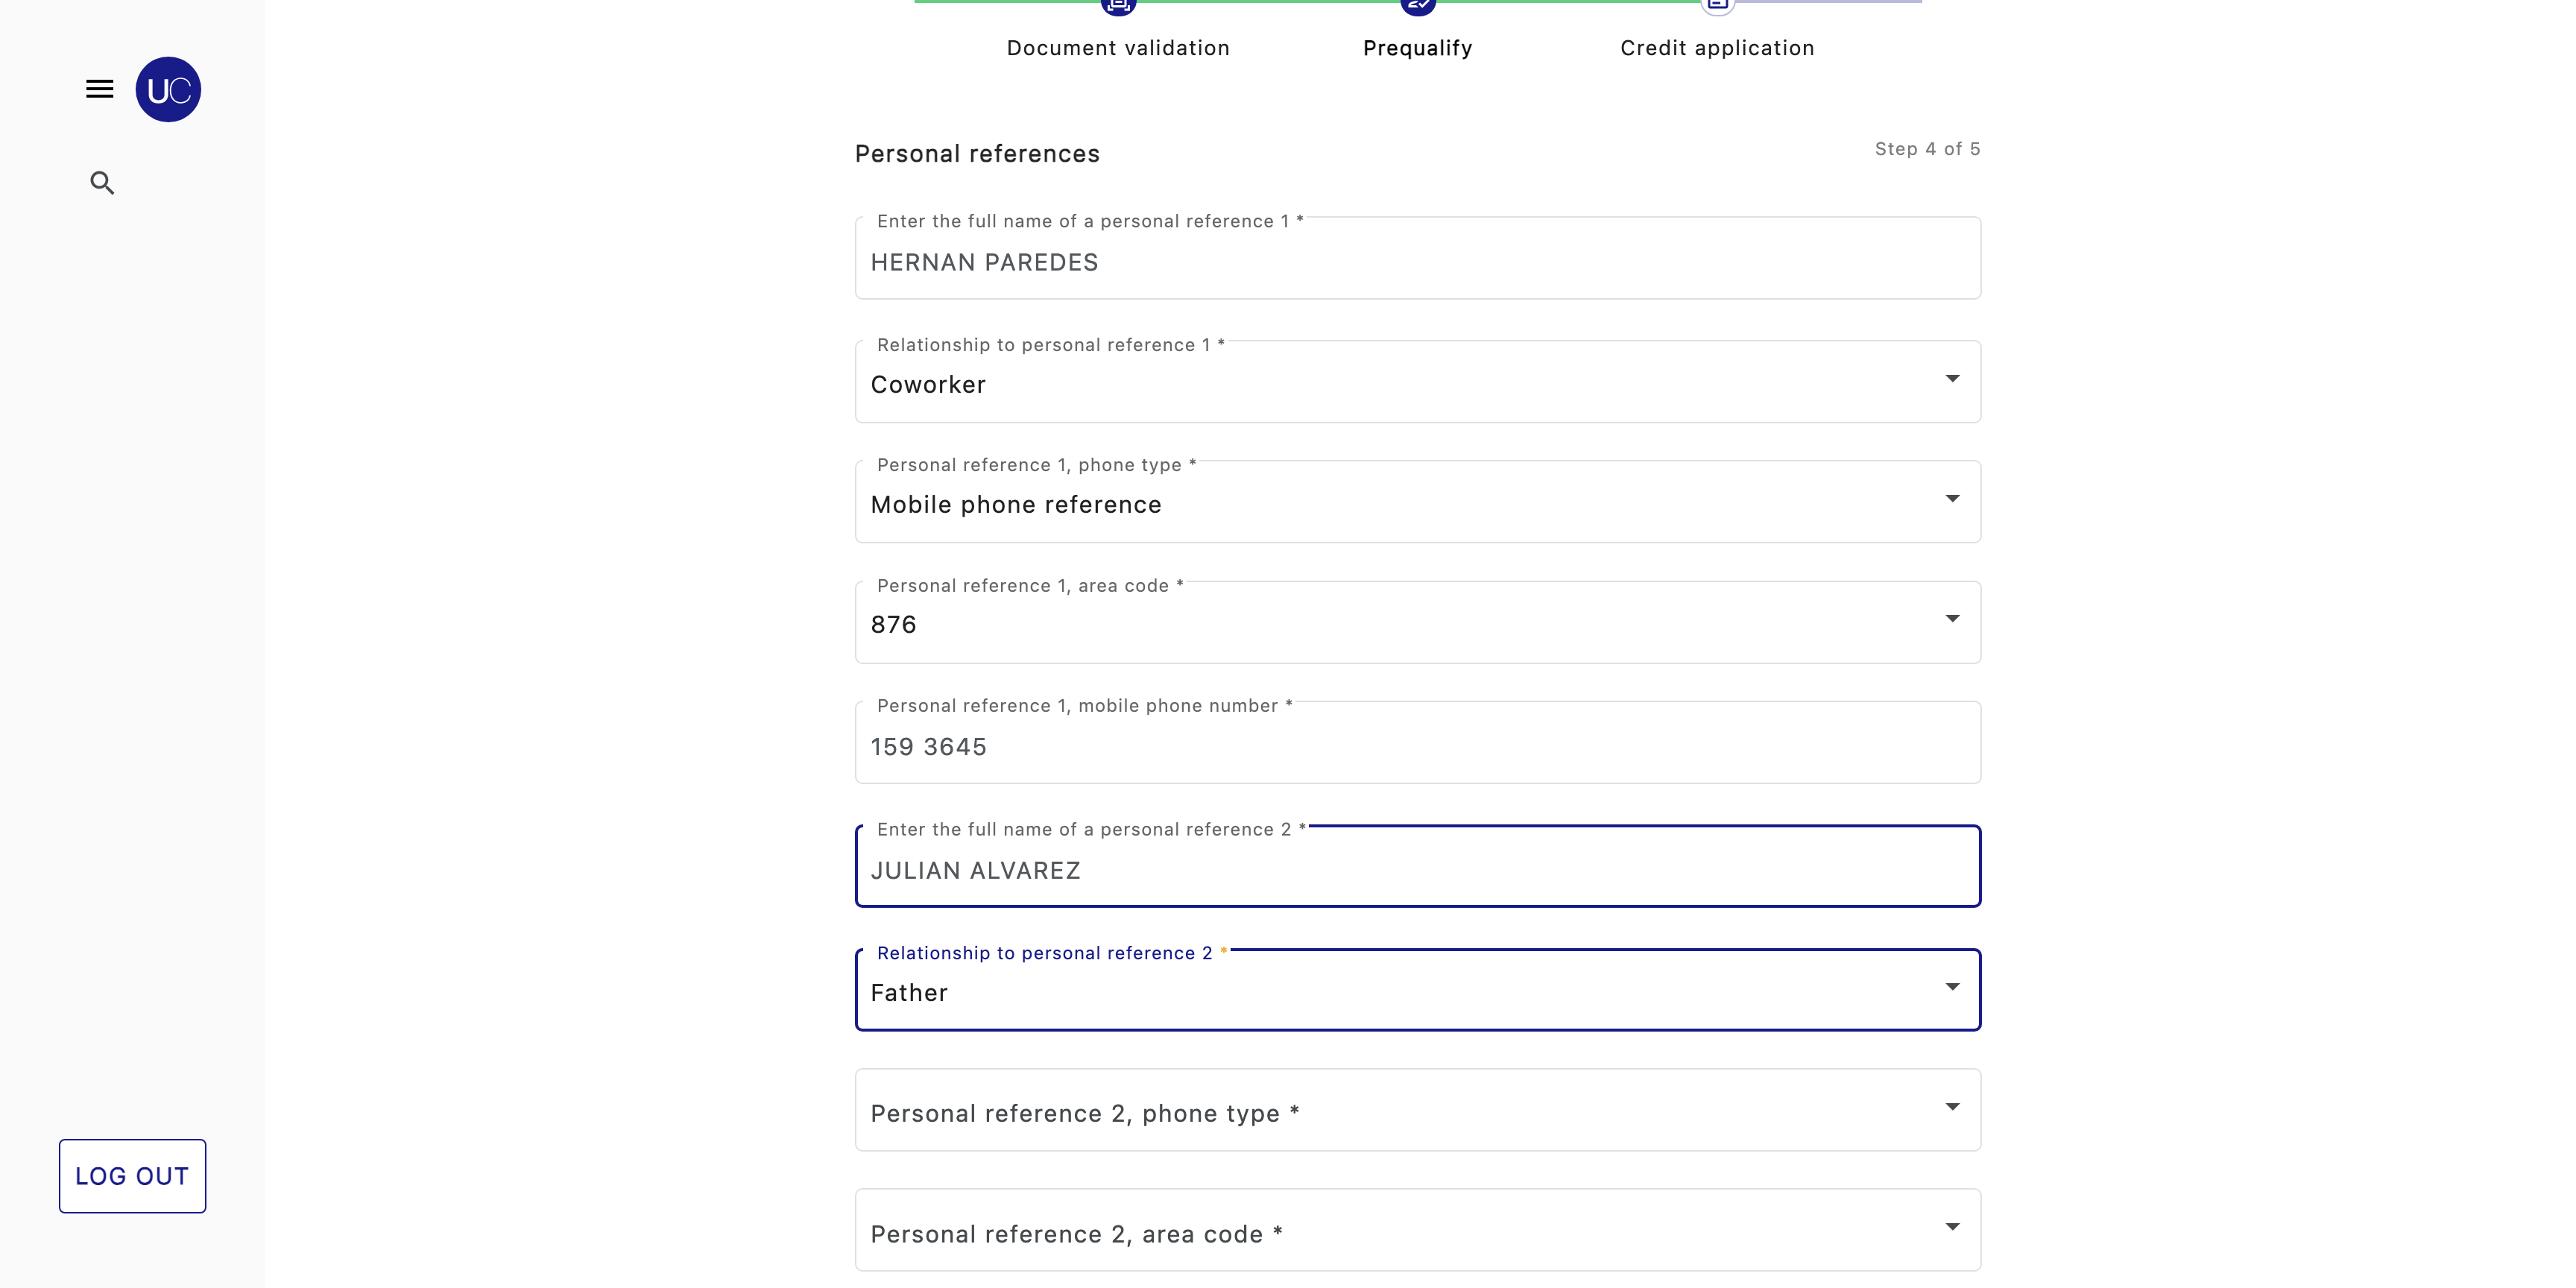 Document validation
Prequalify
Credit application
UC
Personal references
Step 4 of 5
Enter the full name of a personal reference 1 *
HERNAN PAREDES
Relationship to personal reference 1 *
Coworker
Personal reference 1, phone type *
Mobile phone reference
Personal reference 1, area code *
876
Personal reference 1, mobile phone number *
159 3645
Enter the full name of a personal reference 2 *
JULIAN ALVAREZ
Relationship to personal reference 2 *
Father
Personal reference 2, phone type *
LOG OUT
Personal reference 2, area code *